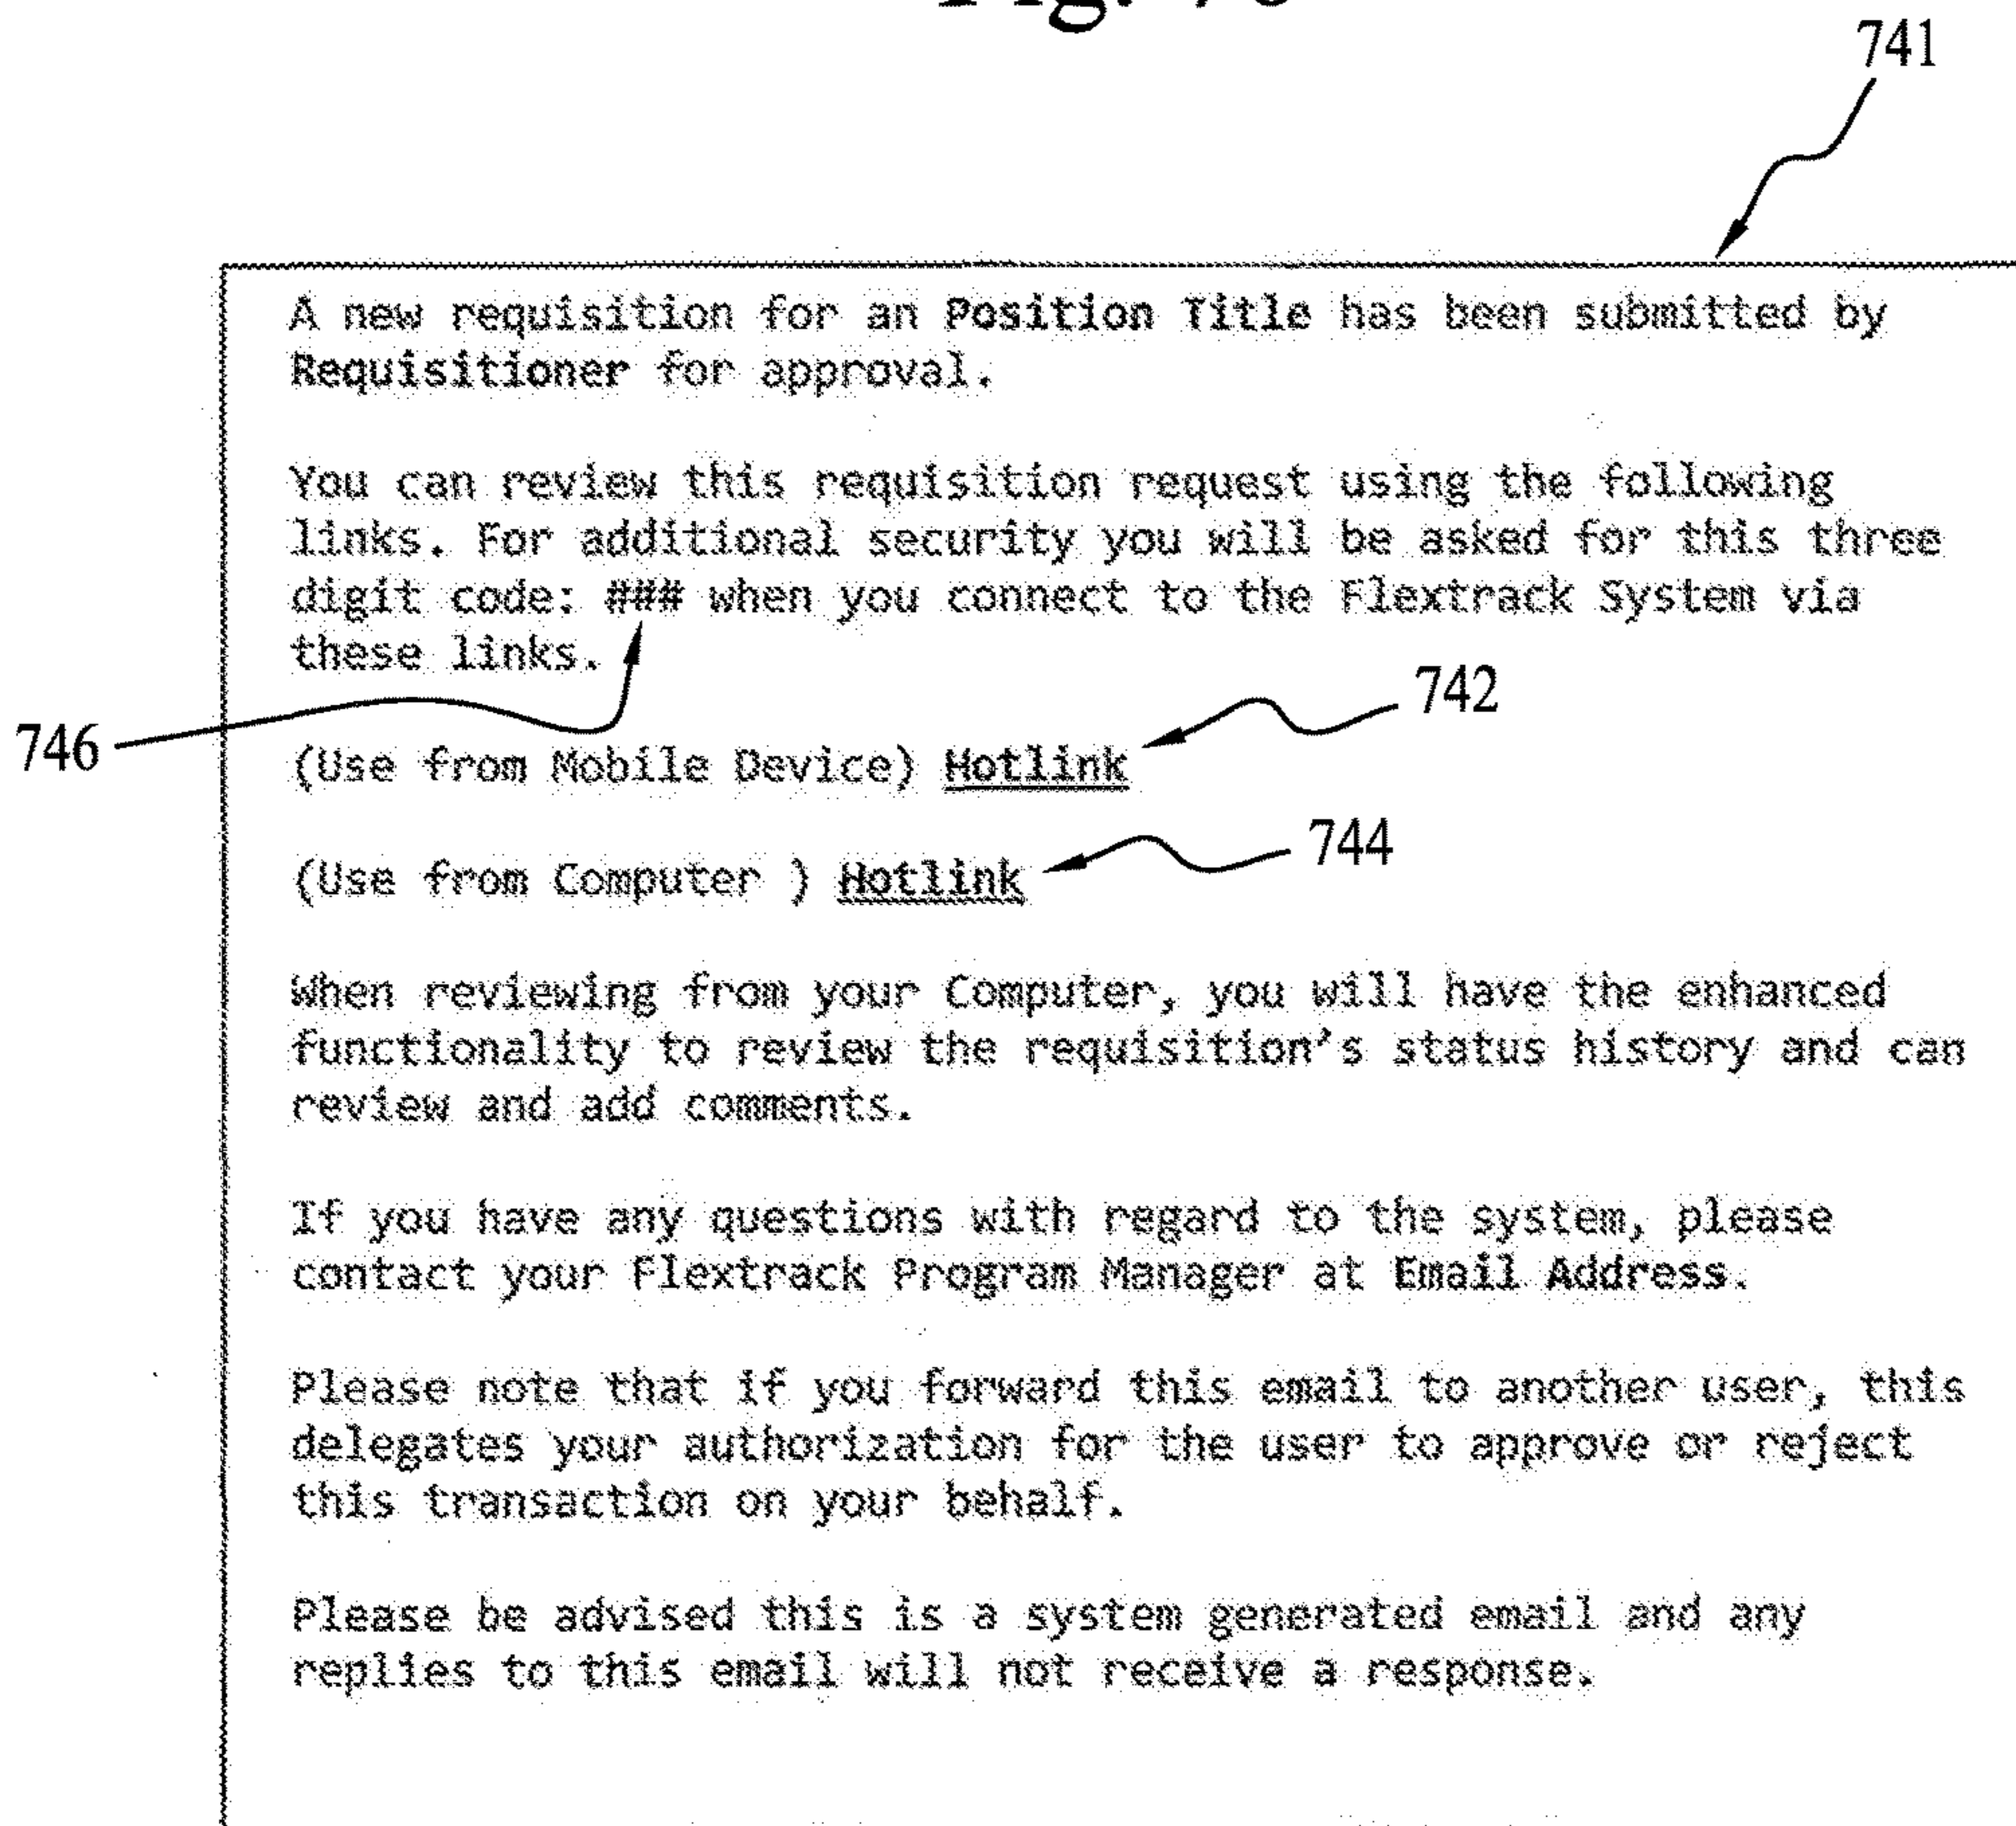 741
A new requisition for an Position Title has been submitted by
Requisitioner for approval.
You can review this requisition request using the following
links. For additional security you will be asked for this three
digit code: ### when you connect to the Flextrack System via
these links.
742
746
(Use from Mobile Device) Hotlink
744
(Use from Computer ) Hotlink
When reviewing from your Computer, you will have the enhanced
functionality to review the requisition's status history and can
review and add comments.
If you have any questions with regard to the system, please
contact your Flextrack Program Manager at Email Address.
Please note that if you forward this email to another user, this
delegates your authorization for the user to approve or reject
this transaction on your behalf.
Please be advised this is a system generated email and any
replies to this email will not receive a response.